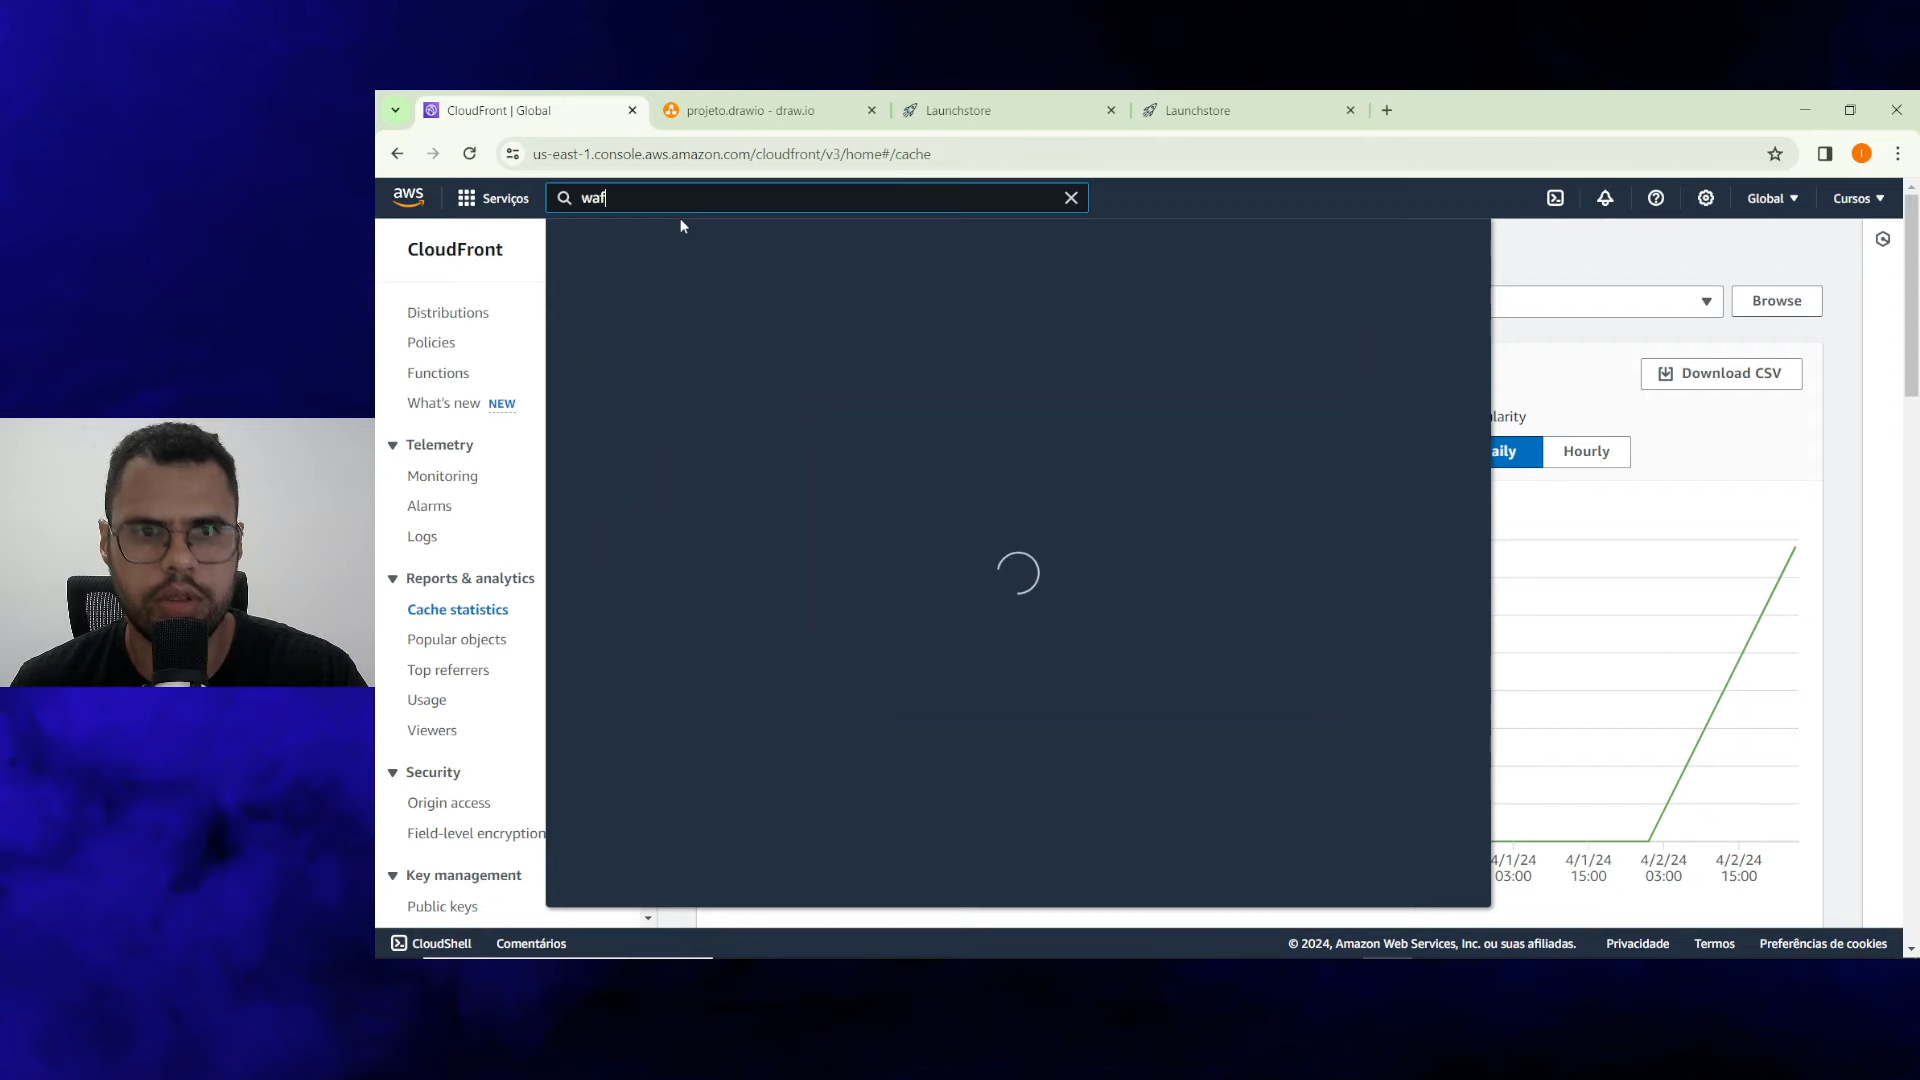 CloudFront | Global
projeto.drawio - draw.io
Launchstore
Launchstore
us-east-1.console.aws.amazon.com/cloudfront/v3/home#/cache
I
aws
Serviços
waf
Global
Cursos
CloudFront
Browse
Distributions
Policies
Functions
What's new NEW
Download CSV
larity
aily
Hourly
Telemetry
Monitoring
Alarms
Logs
Reports & analytics
Cache statistics
Popular objects
Top referrers
Usage
Viewers
Security
Origin access
Field-level encryption
Key management
Public keys
4/1/24 4/1/24 4/2/24 4/2/24
03:00 15:00 03:00 15:00
CloudShell
Comentários
© 2024, Amazon Web Services, Inc. ou suas afiliadas.
Privacidade
Termos
Preferências de cookies